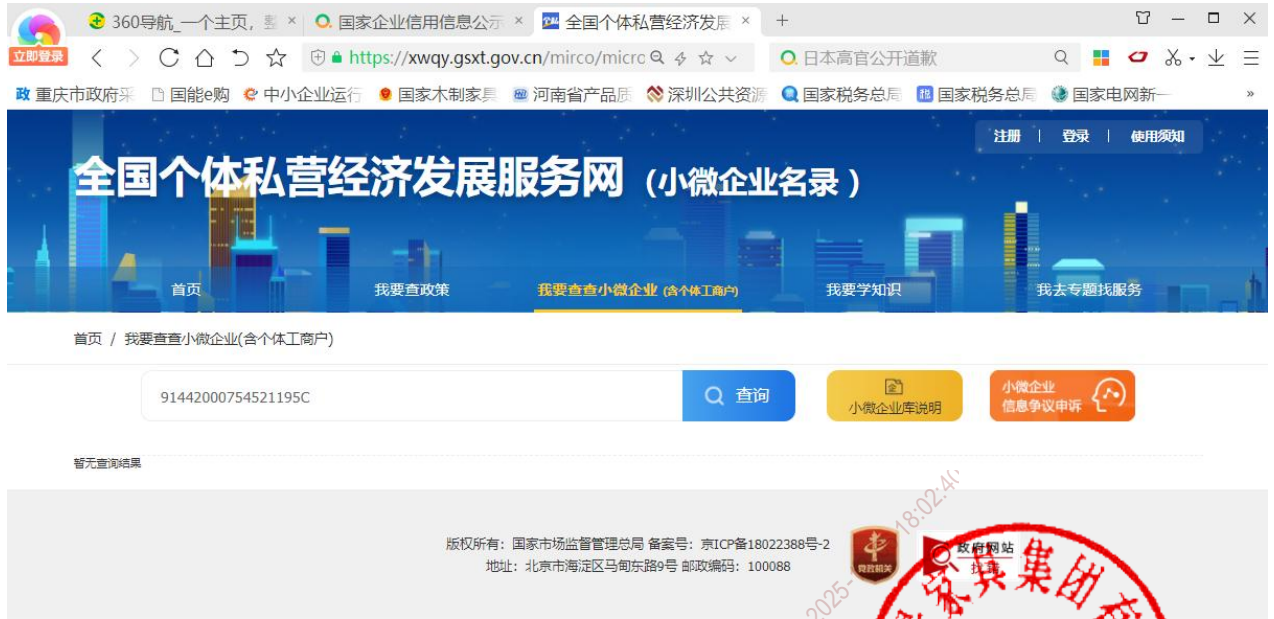 360导航_一个主页，整
国家企业信用信息公示
全国个体私营经济发展
立即登录
https://xwqy.gsxt.gov.cn/mirco/micro
日本高官公开道歉
重庆市政府采
国能e购
中小企业运行
国家木制家具
河南省产品质
深圳公共资源
国家税务总局
国家税务总局
国家电网新一
注册 | 登录 | 使用须知
全国个体私营经济发展服务网（小微企业名录）
首页
我要查政策
我要查查小微企业 (含个体工商户)
我要学知识
我去专题找服务
首页 / 我要查查小微企业(含个体工商户)
91442000754521195C
查询
小微企业库说明
小微企业
信息争议申诉
暂无查询结果
版权所有：国家市场监督管理总局 备案号：京ICP备18022388号-2
地址：北京市海淀区马甸东路9号 邮政编码：100088
党政机关
政府网站
找错
2025-
18:02:40
家具集团有